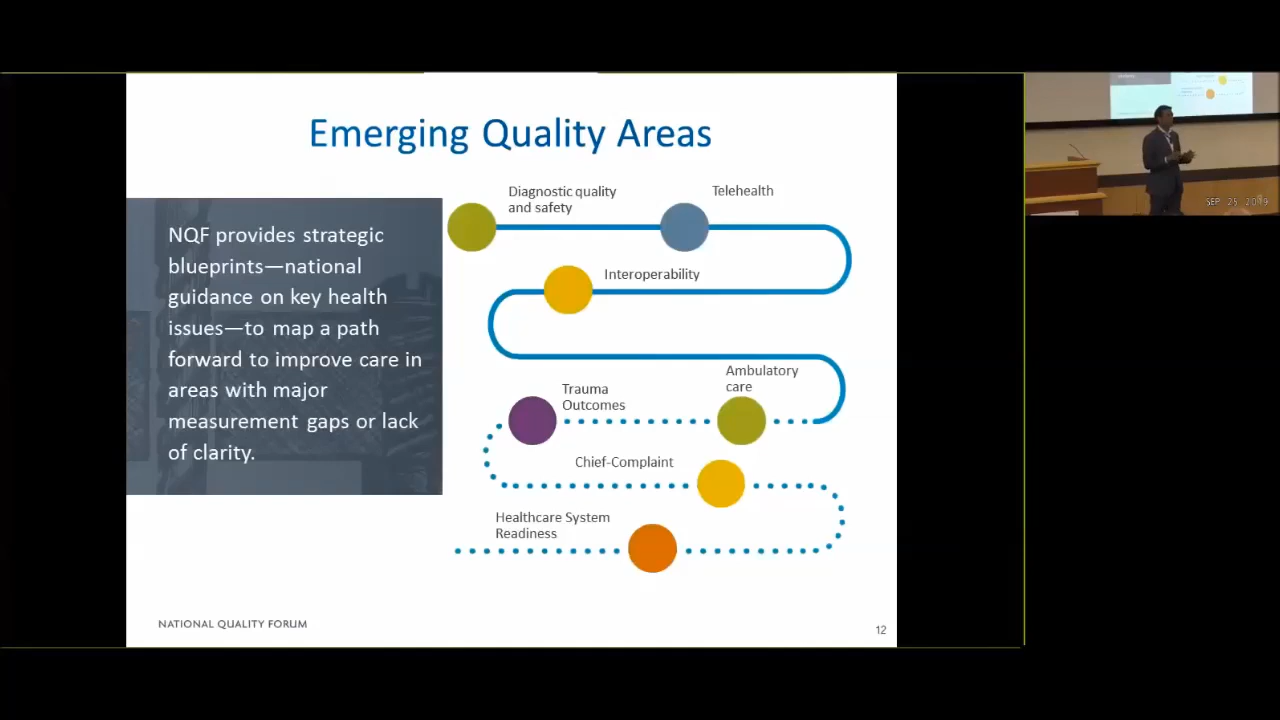 Emerging Quality Areas
NQF provides strategic
blueprints—national
guidance on key health
issues—to map a path
forward to improve care in
areas with major
measurement gaps or lack
of clarity.
Diagnostic quality
and safety
Telehealth
Interoperability
Ambulatory
care
Trauma
Outcomes
Chief-Complaint
Healthcare System
Readiness
NATIONAL QUALITY FORUM
12
SEP 25 2019